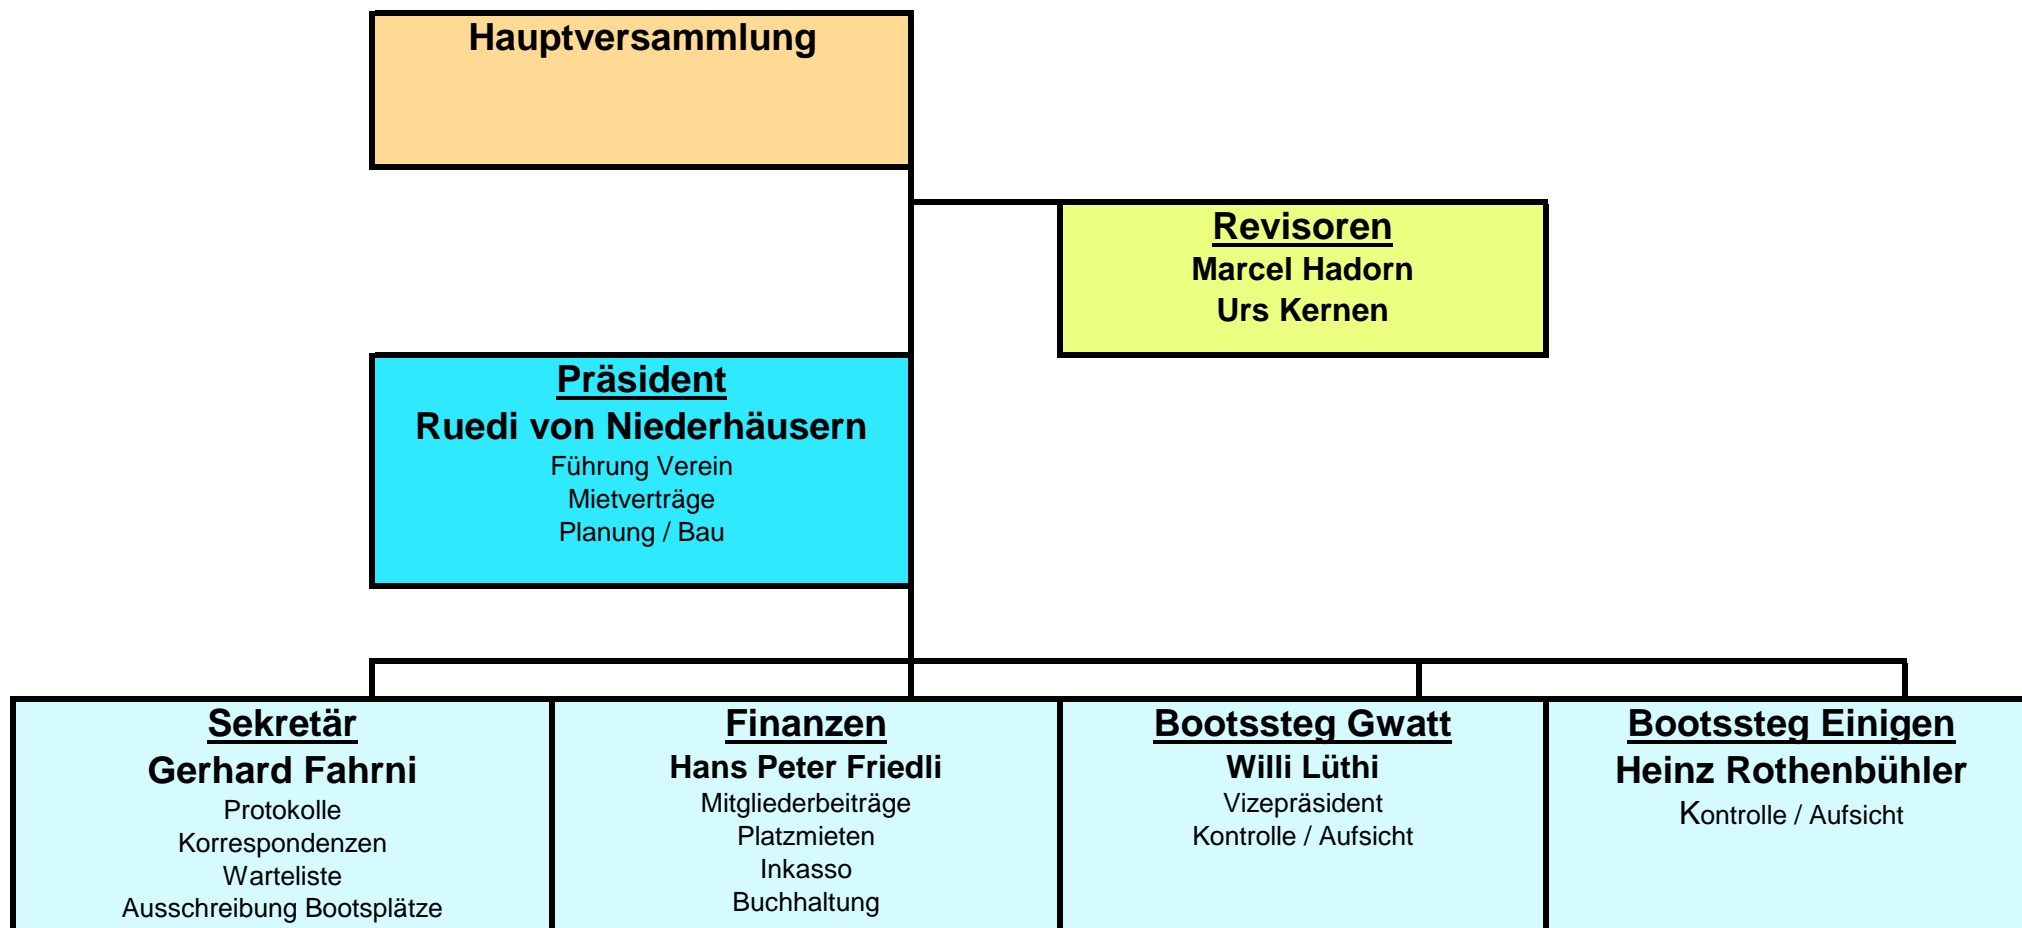 Hauptversammlung
Revisoren
Marcel Hadorn
Urs Kernen
Präsident
Ruedi von Niederhäusern
Führung Verein
Mietverträge
Planung / Bau
Sekretär
Gerhard Fahrni
Protokolle
Korrespondenzen
Warteliste
Ausschreibung Bootsplätze
Finanzen
Hans Peter Friedli
Mitgliederbeiträge
Platzmieten
Inkasso
Buchhaltung
Bootssteg Gwatt
Willi Lüthi
Vizepräsident
Kontrolle / Aufsicht
Bootssteg Einigen
Heinz Rothenbühler
Kontrolle / Aufsicht